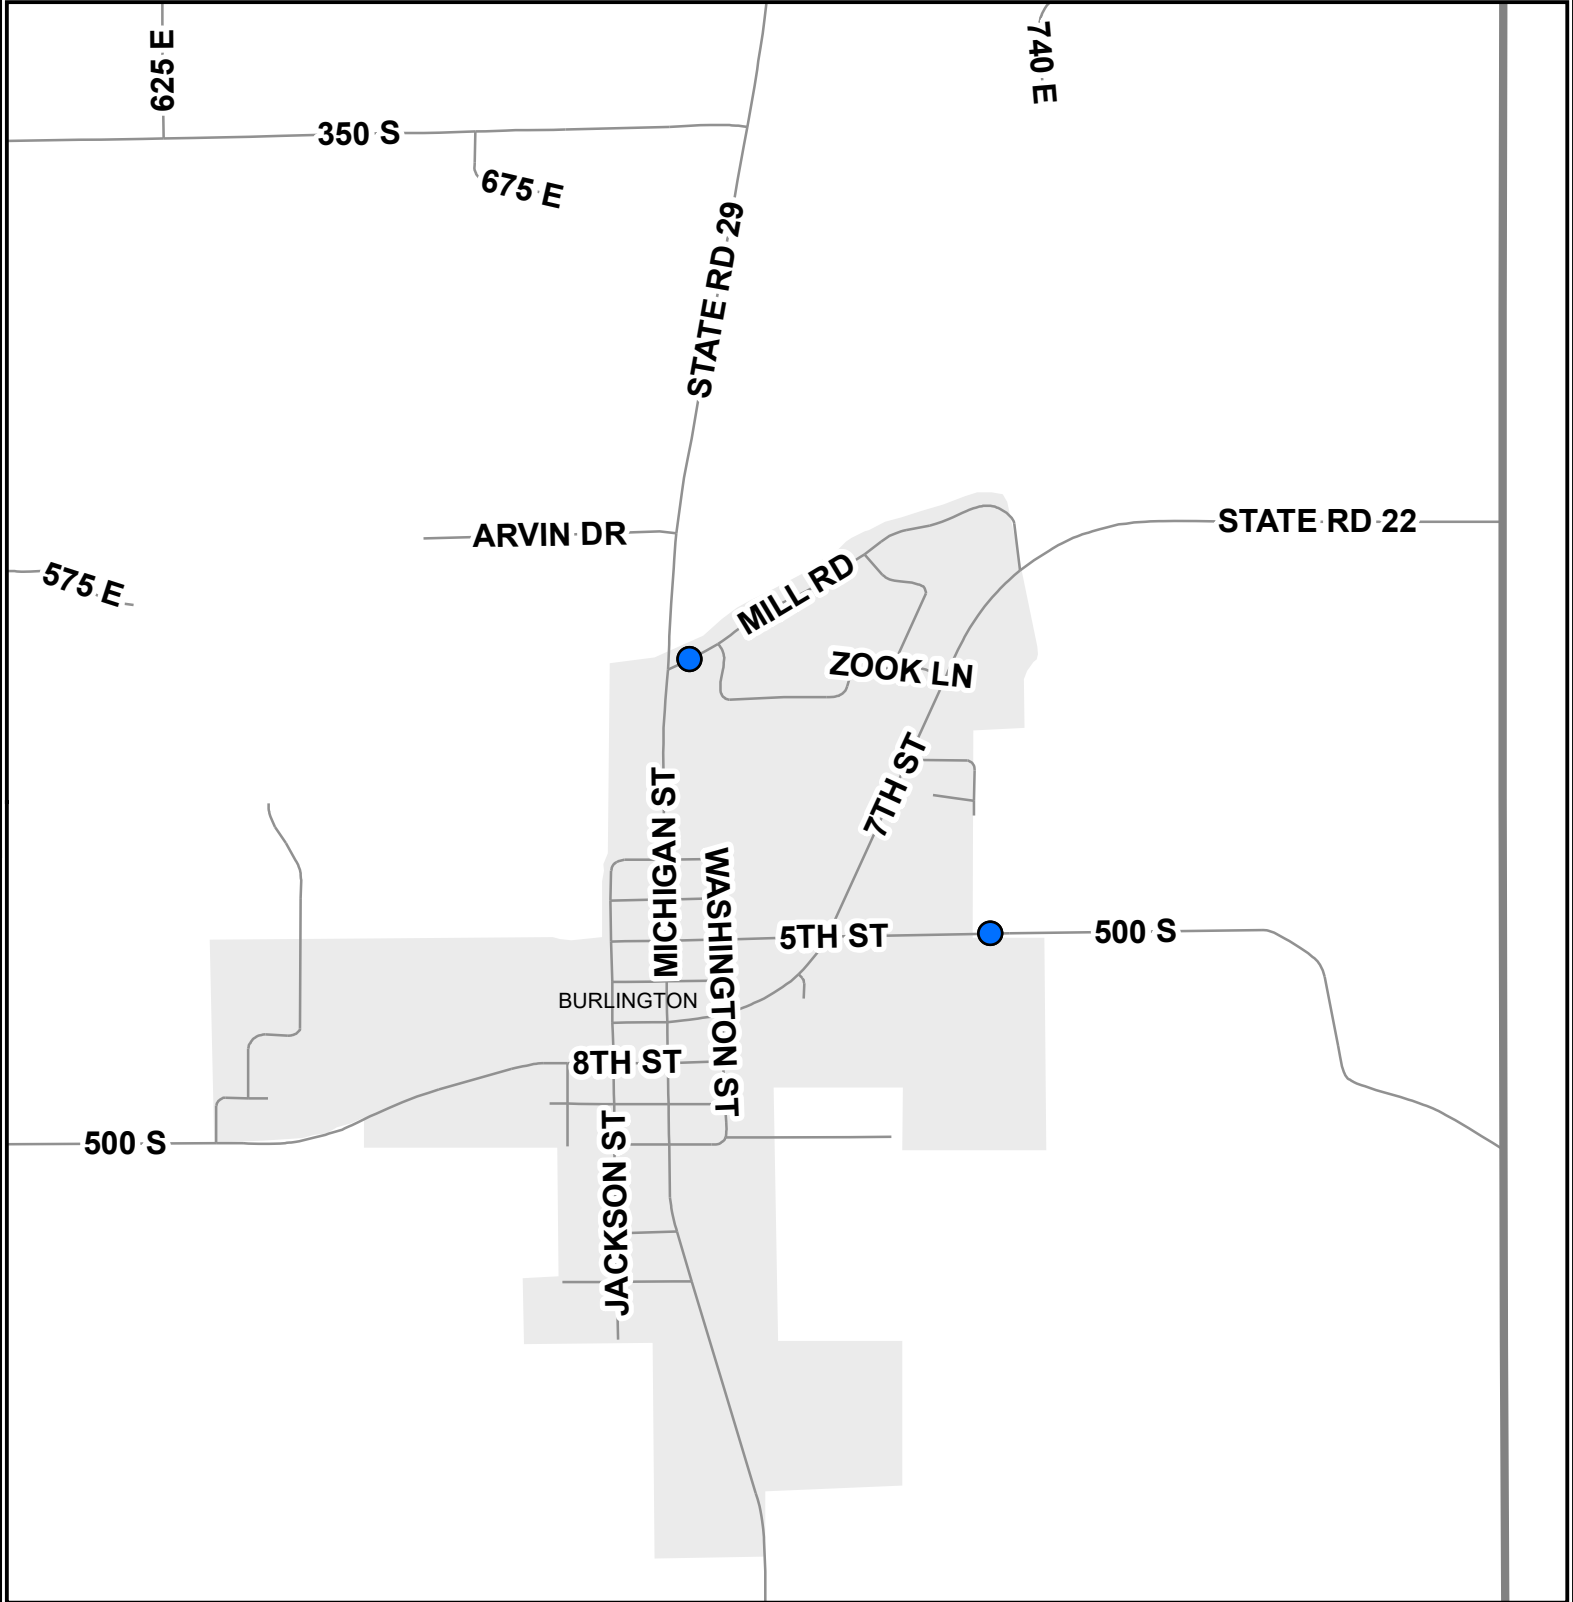 625 E
740 E
350 S
675 E
STATE RD 29
STATE RD 22
ARVIN DR
575 E
MILL RD
ZOOK LN
7TH ST
MICHIGAN ST
WASHINGTON ST
5TH ST
500 S
BURLINGTON
8TH ST
500 S
JACKSON ST